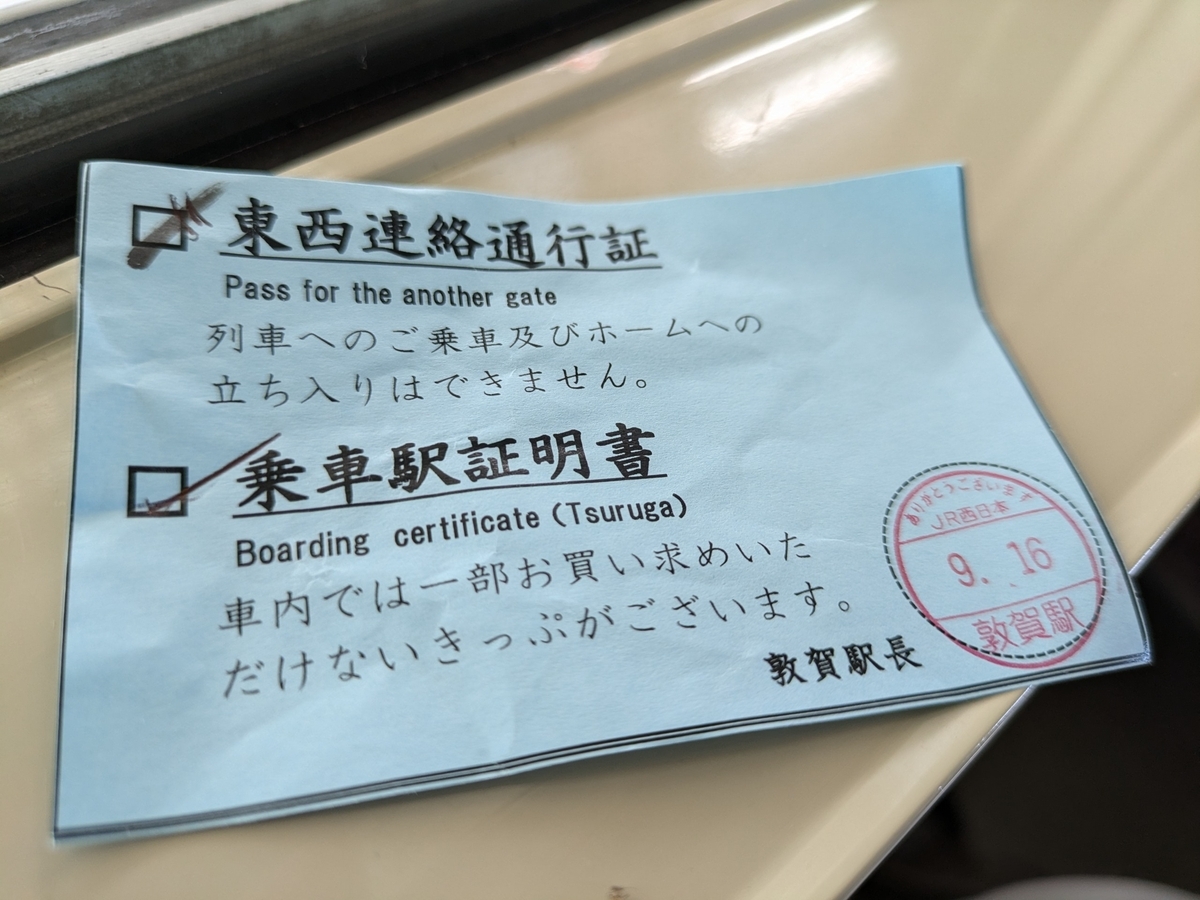 東西連絡通行証
Pass for the another gate
列車へのご乗車及びホームへの
立ち入りはできません。
乗車駅証明書
Boarding certificate (Tsuruga)
車内では一部お買い求めいた
だけないきっぷがございます。
敦賀駅長
ありがとうございます
JR西日本
9. .16
敦賀駅